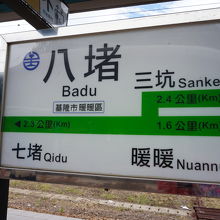 八堵
Badu
基隆市暖暖區
三坑
Sanke
2.4 公里(Km)
2.3 公里(Km)
1.6 公里(Km)
七堵 Qidu
暖暖 Nuann